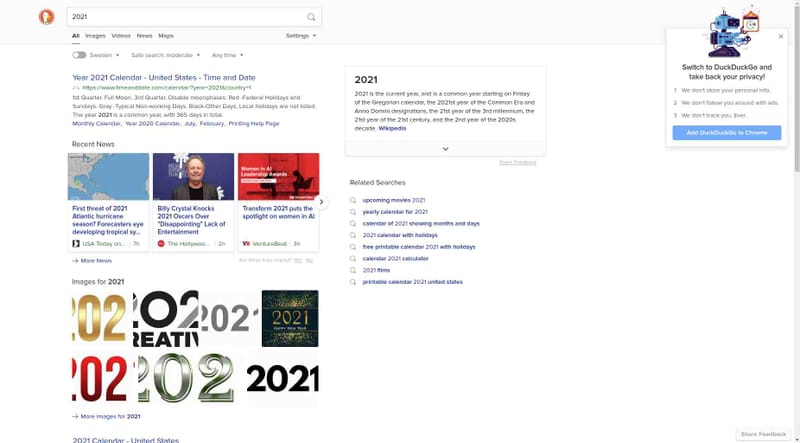 2021
All Images Videos News Maps Settings
Sweden Safe search: moderate Any time
Year 2021 Calendar - United States - Time and Date
https://www.timeanddate.com/calendar/?year=2021&country=1
1st Quarter. Full Moon. 3rd Quarter. Disable moonphases. Red -Federal Holidays and
Sundays. Gray -Typical Non-working Days. Black-Other Days. Local holidays are not listed.
The year 2021 is a common year, with 365 days in total.
Monthly Calendar, Year 2020 Calendar, July, February, Printing Help Page
Recent News
Women in AI
Leadership Awards
First threat of 2021
Atlantic hurricane
season? Forecasters eye
developing tropical sy...
USA Today on... 7h
Billy Crystal Knocks
2021 Oscars Over
"Disappointing" Lack of
Entertainment
The Hollywoo... 2h
Transform 2021 puts the
spotlight on women in AI
VentureBeat 3h
More News
Are these links helpful? Yes No
Images for 2021
202
202
CREATIV
2021
2021
HAPPY NEW YEAR
202
202
2021
More Images for 2021
2021 Calendar - United States
2021
2021 is the current year, and is a common year starting on Friday
of the Gregorian calendar, the 2021st year of the Common Era and
Anno Domini designations, the 21st year of the 3rd millennium, the
21st year of the 21st century, and the 2nd year of the 2020s
decade. Wikipedia
Share Feedback
Related Searches
upcoming movies 2021
yearly calendar for 2021
calendar of 2021 showing months and days
2021 calendar with holidays
free printable calendar 2021 with holidays
calendar 2021 calculator
2021 films
printable calendar 2021 united states
Switch to DuckDuckGo and
take back your privacy!
1 We don't store your personal info.
2 We don't follow you around with ads.
3 We don't track you. Ever.
Add DuckDuckGo to Chrome
Share Feedback